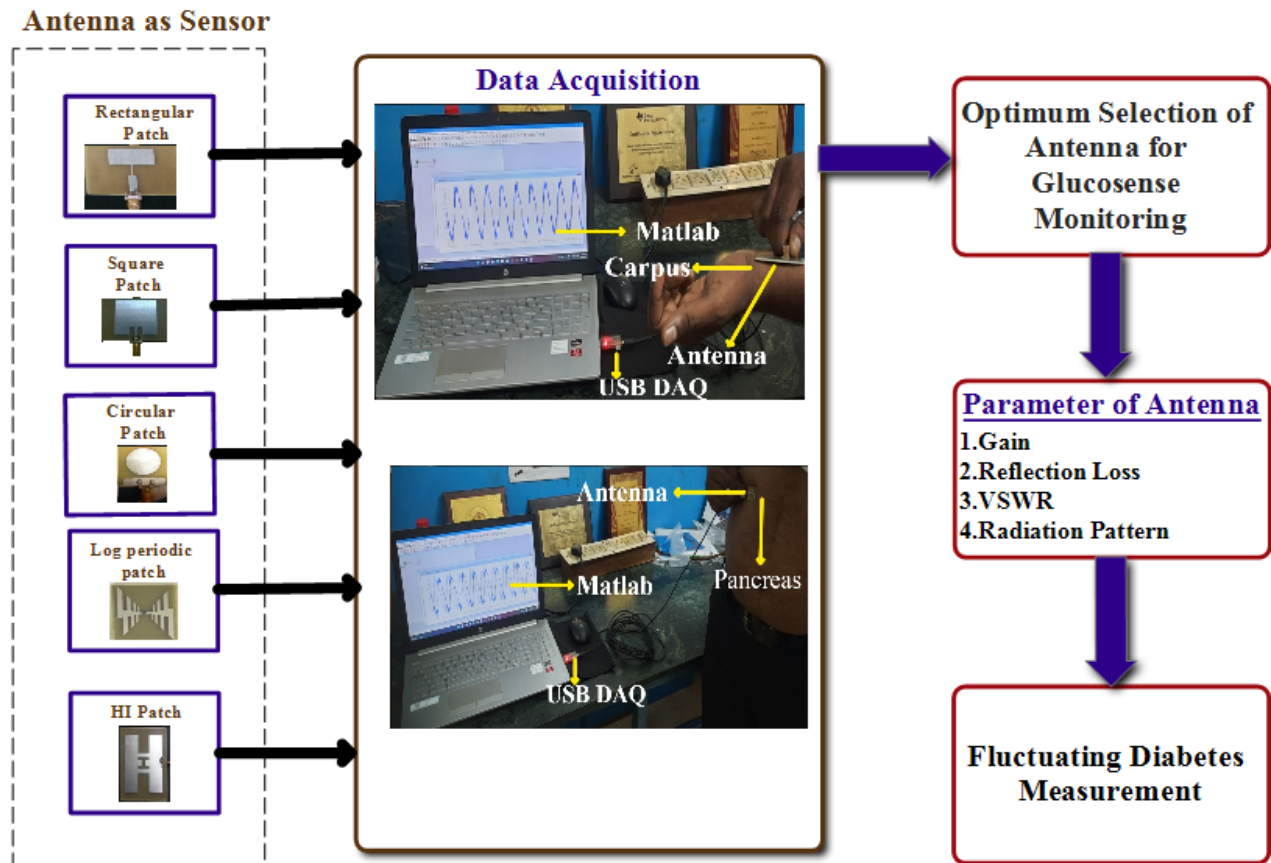 Antenna as Sensor
Rectangular
Patch
Square
Patch
Circular
Patch
Log periodic
patch
HI Patch
Data Acquisition
Matlab
Carpus
Antenna
USB DAQ
Antenna
Matlab
Pancreas
USB DAQ
Optimum Selection of
Antenna for
Glucosense
Monitoring
Parameter of Antenna
1.Gain
2.Reflection Loss
3.VSWR
4.Radiation Pattern
Fluctuating Diabetes
Measurement